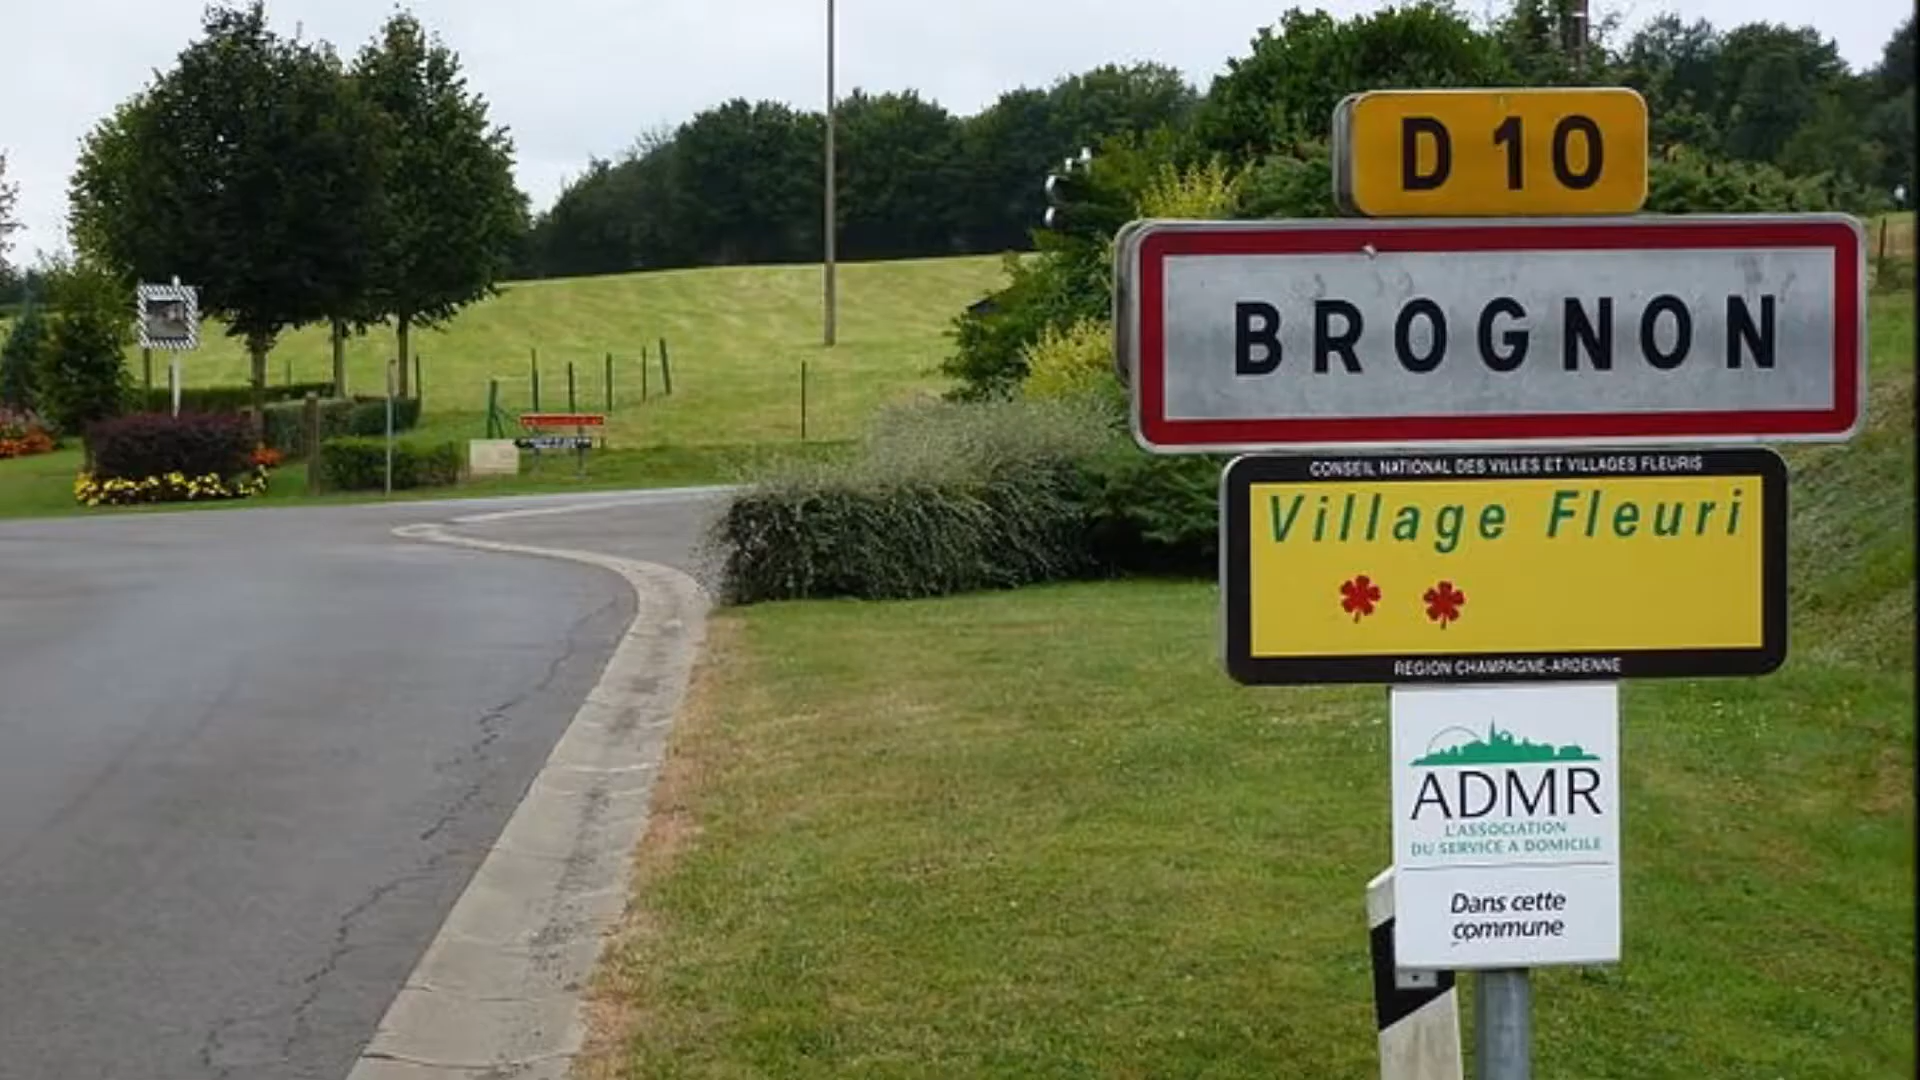 D 10
BROGNON
CONSEIL NATIONAL DES VILLES ET VILLAGES FLEURIS
Village Fleuri
REGION CHAMPAGNE-ARDENNE
ADMR
L'ASSOCIATION
DU SERVICE A DOMICILE
Dans cette
commune